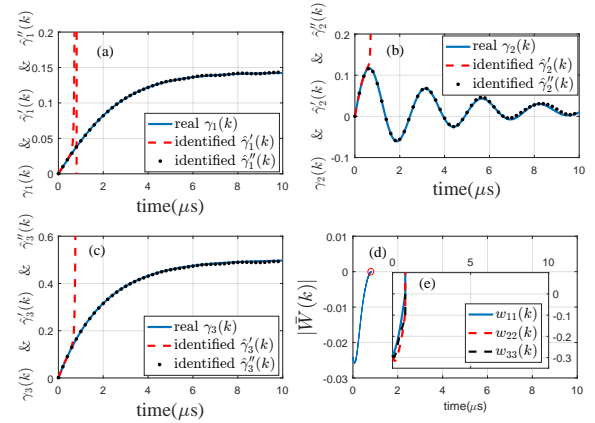 γ₁(k) & γ̂′₁(k) & γ̂″₁(k)
0.2
0.15
0.1
0.05
0
(a)
real γ₁(k)
identified γ̂′₁(k)
identified γ̂″₁(k)
0 2 4 6 8 10
time(μs)
γ₂(k) & γ̂′₂(k) & γ̂″₂(k)
0.2
0.1
0
-0.1
(b)
real γ₂(k)
identified γ̂′₂(k)
identified γ̂″₂(k)
0 2 4 6 8 10
time(μs)
γ₃(k) & γ̂′₃(k) & γ̂″₃(k)
0.6
0.4
0.2
0
(c)
real γ₃(k)
identified γ̂′₃(k)
identified γ̂″₃(k)
0 2 4 6 8 10
time(μs)
|W̄(k)|
0.01
0
-0.01
-0.02
-0.03
(d)
0 5 10
(e)
0
-0.1
-0.2
-0.3
w₁₁(k)
w₂₂(k)
w₃₃(k)
0 2 4 6 8 10
time(μs)